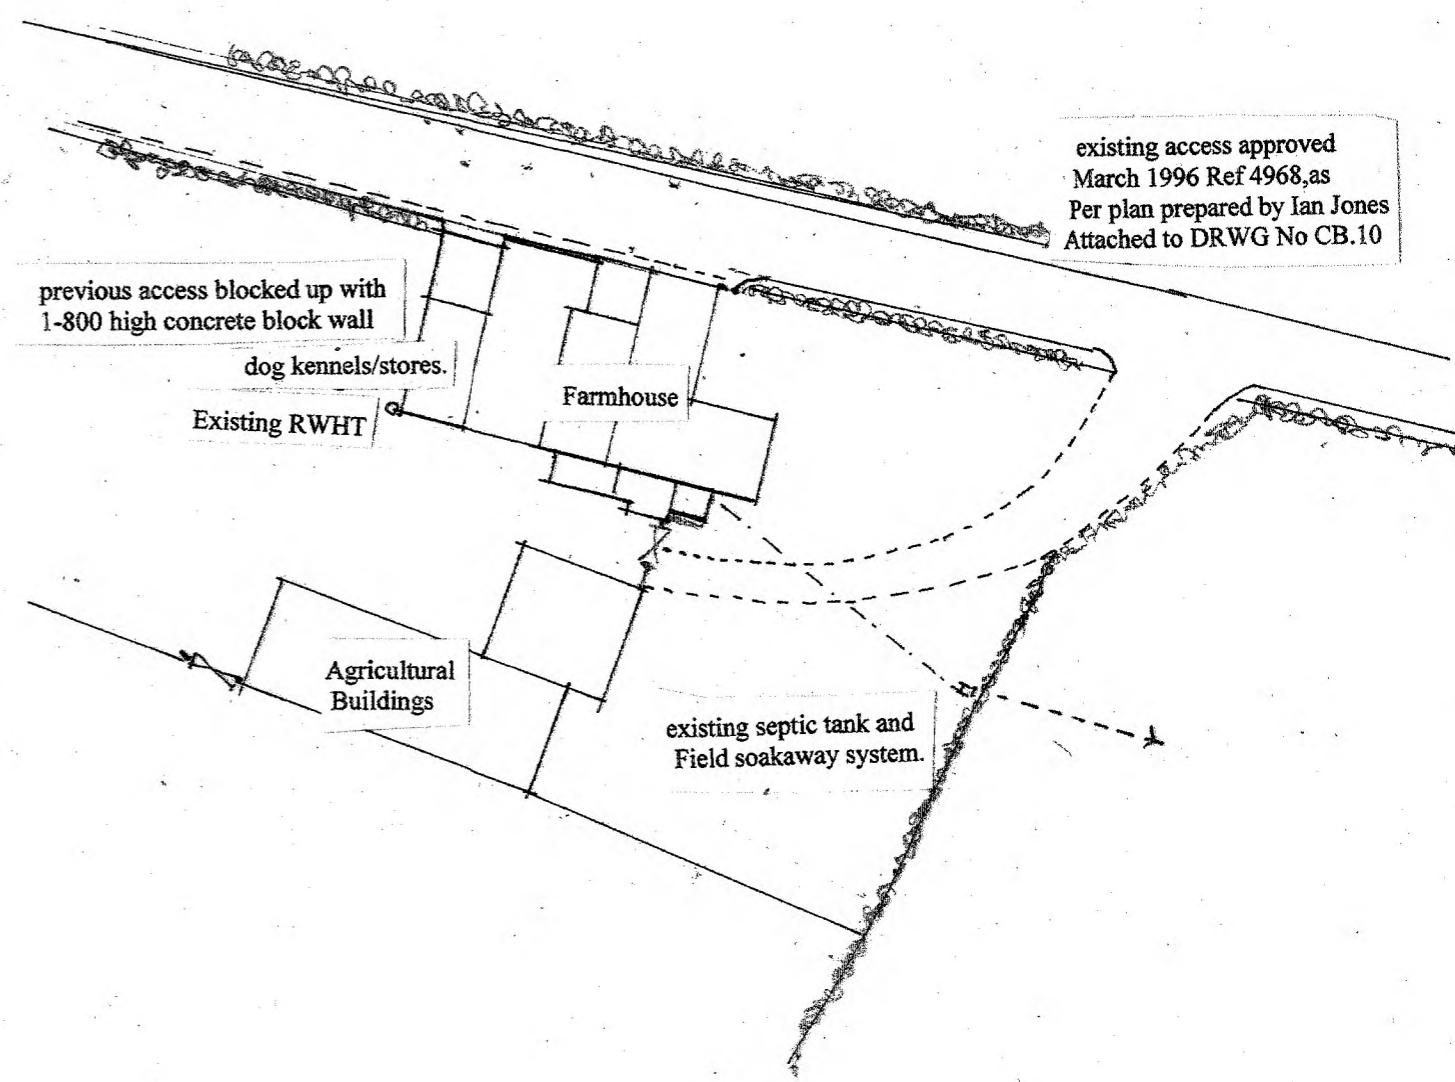 existing access approved
March 1996 Ref 4968,as
Per plan prepared by Ian Jones
Attached to DRWG No CB.10
previous access blocked up with
1-800 high concrete block wall
dog kennels/stores.
Existing RWHT
Farmhouse
Agricultural
Buildings
existing septic tank and
Field soakaway system.